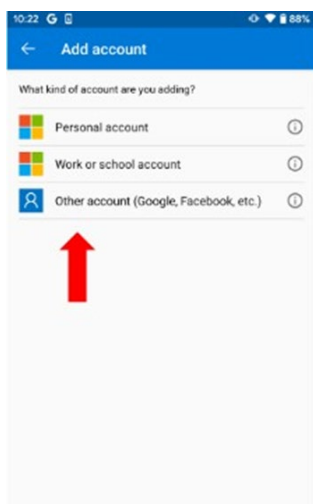 10:22 G 88%
Add account
What kind of account are you adding?
Personal account
Work or school account
Other account (Google, Facebook, etc.)